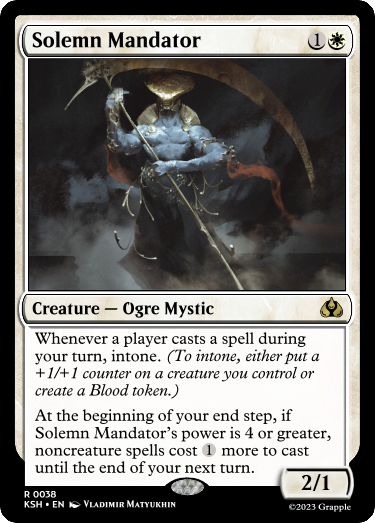 Solemn Mandator 1
Creature — Ogre Mystic
Whenever a player casts a spell during
your turn, intone. (To intone, either put a
+1/+1 counter on a creature you control or
create a Blood token.)
At the beginning of your end step, if
Solemn Mandator's power is 4 or greater,
noncreature spells cost 1 more to cast
until the end of your next turn.
2/1
R 0038
KSH • EN Vladimir Matyukhin
©2023 Grapple